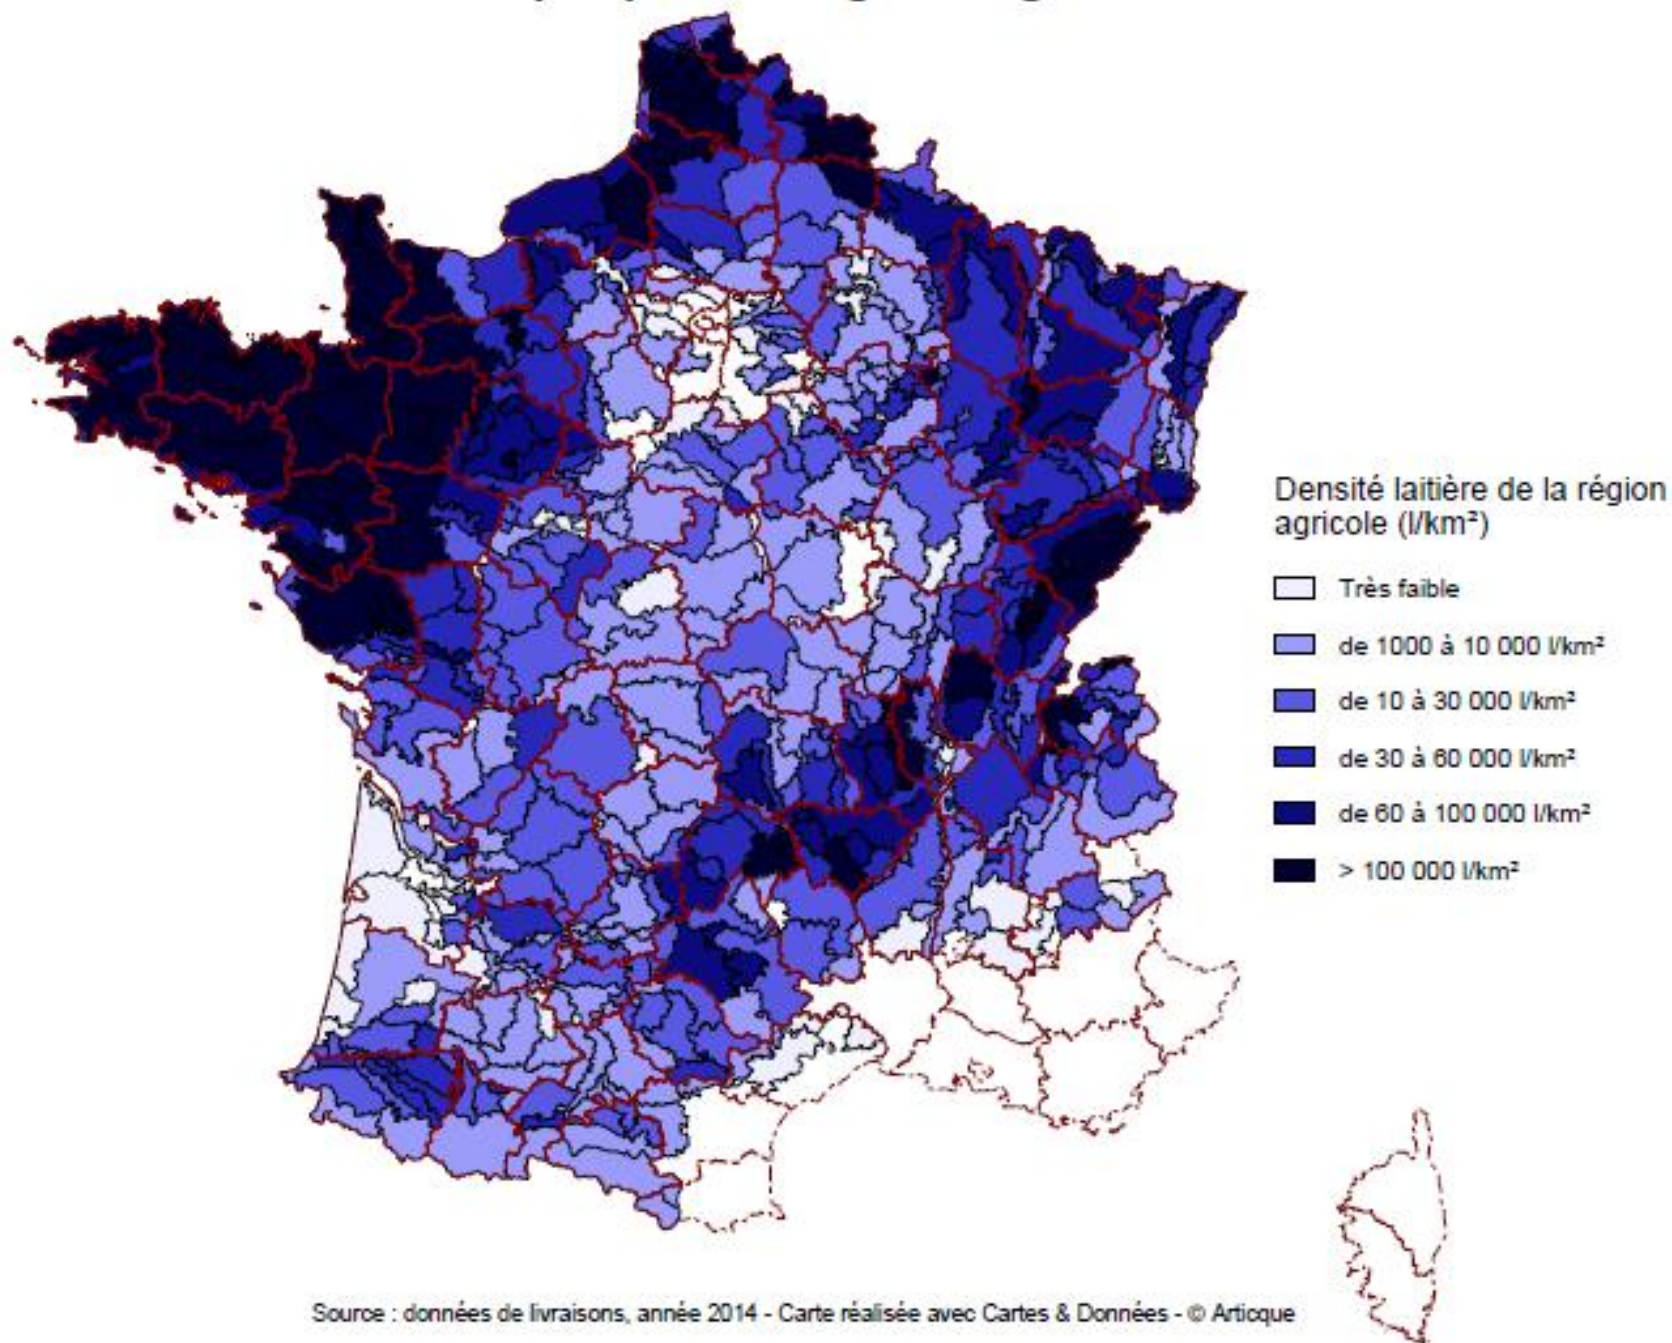 Densité laitière de la région
agricole (l/km²)
Très faible
de 1000 à 10 000 l/km²
de 10 à 30 000 l/km²
de 30 à 60 000 l/km²
de 60 à 100 000 l/km²
> 100 000 l/km²
Source : données de livraisons, année 2014 - Carte réalisée avec Cartes & Données - © Articque